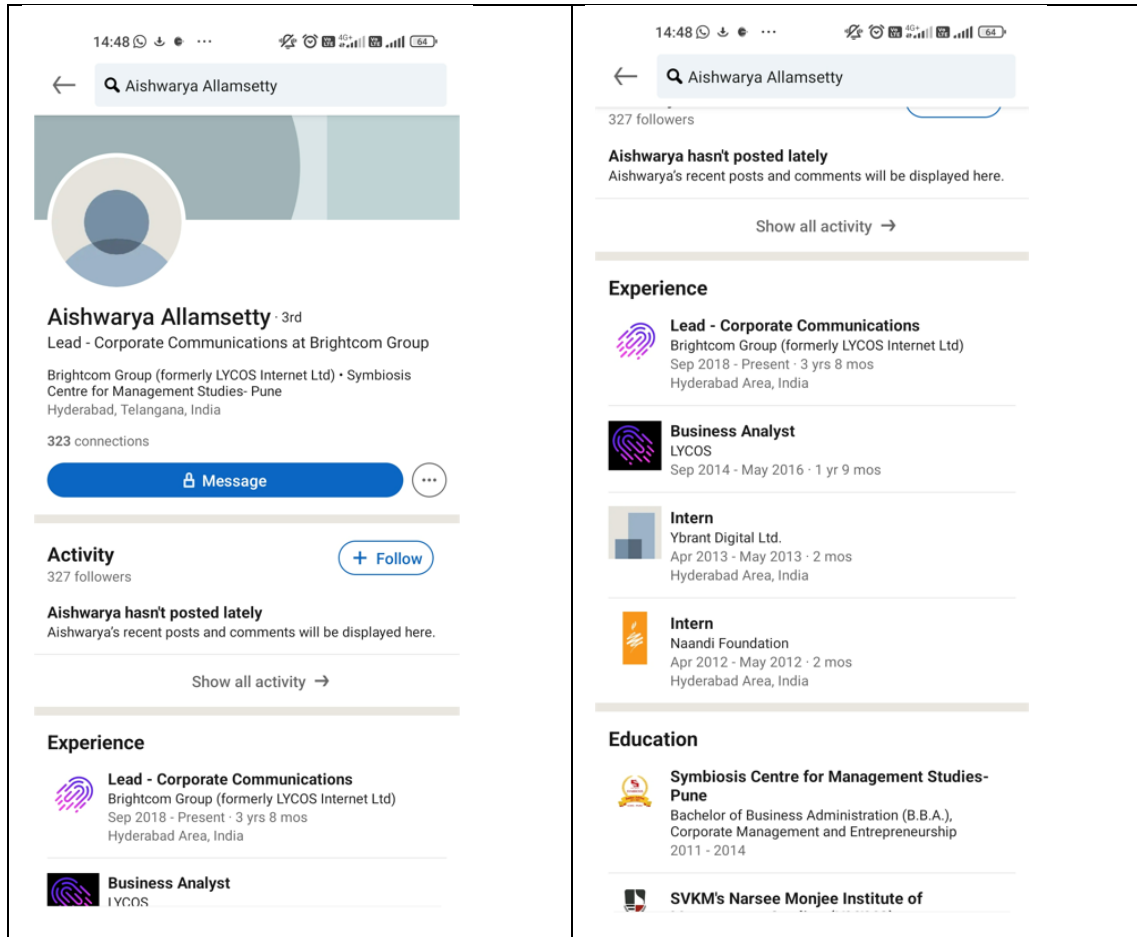 14:48
4G+
64
Aishwarya Allamsetty
Aishwarya Allamsetty · 3rd
Lead - Corporate Communications at Brightcom Group
Brightcom Group (formerly LYCOS Internet Ltd) • Symbiosis
Centre for Management Studies- Pune
Hyderabad, Telangana, India
323 connections
Message
Activity
+ Follow
327 followers
Aishwarya hasn't posted lately
Aishwarya's recent posts and comments will be displayed here.
Show all activity →
Experience
Lead - Corporate Communications
Brightcom Group (formerly LYCOS Internet Ltd)
Sep 2018 - Present · 3 yrs 8 mos
Hyderabad Area, India
Business Analyst
LYCOS
14:48
4G+
64
Aishwarya Allamsetty
327 followers
Aishwarya hasn't posted lately
Aishwarya's recent posts and comments will be displayed here.
Show all activity →
Experience
Lead - Corporate Communications
Brightcom Group (formerly LYCOS Internet Ltd)
Sep 2018 - Present · 3 yrs 8 mos
Hyderabad Area, India
Business Analyst
LYCOS
Sep 2014 - May 2016 · 1 yr 9 mos
Intern
Ybrant Digital Ltd.
Apr 2013 - May 2013 · 2 mos
Hyderabad Area, India
Intern
Naandi Foundation
Apr 2012 - May 2012 · 2 mos
Hyderabad Area, India
Education
Symbiosis Centre for Management Studies-
Pune
Bachelor of Business Administration (B.B.A.),
Corporate Management and Entrepreneurship
2011 - 2014
SVKM's Narsee Monjee Institute of